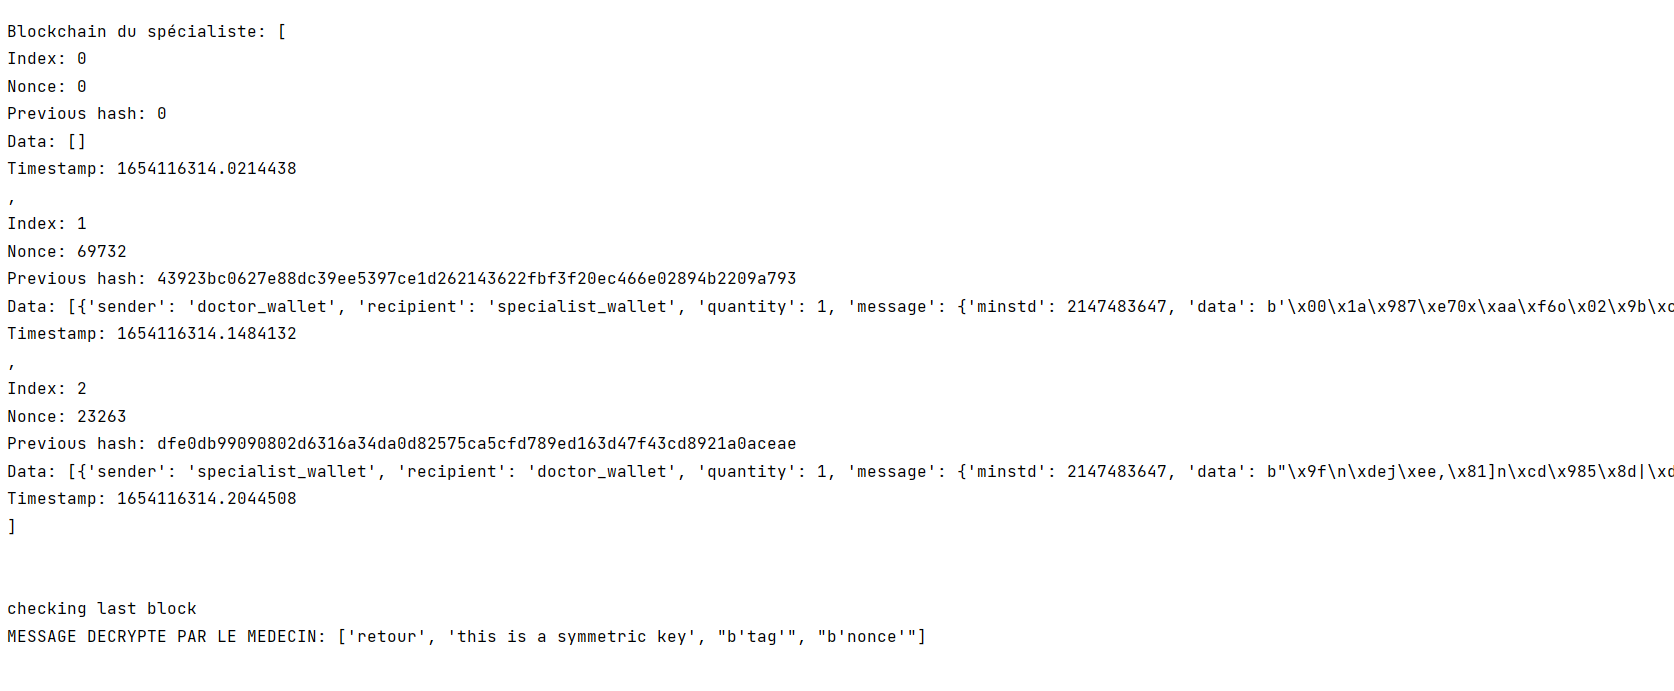 Blockchain du spécialiste: [
Index: 0
Nonce: 0
Previous hash: 0
Data: []
Timestamp: 1654116314.0214438
,
Index: 1
Nonce: 69732
Previous hash: 43923bc0627e88dc39ee5397ce1d262143622fbf3f20ec466e02894b2209a793
Data: [{'sender': 'doctor_wallet', 'recipient': 'specialist_wallet', 'quantity': 1, 'message': {'minstd': 2147483647, 'data': b'\x00\x1a\x987\xe70x\xaa\xf6o\x02\x9b\xc
Timestamp: 1654116314.1484132
,
Index: 2
Nonce: 23263
Previous hash: dfe0db99090802d6316a34da0d82575ca5cfd789ed163d47f43cd8921a0aceae
Data: [{'sender': 'specialist_wallet', 'recipient': 'doctor_wallet', 'quantity': 1, 'message': {'minstd': 2147483647, 'data': b"\x9f\n\xdej\xee,\x81]n\xcd\x985\x8d|\xd
Timestamp: 1654116314.2044508
]
checking last block
MESSAGE DECRYPTE PAR LE MEDECIN: ['retour', 'this is a symmetric key', "b'tag'", "b'nonce'"]